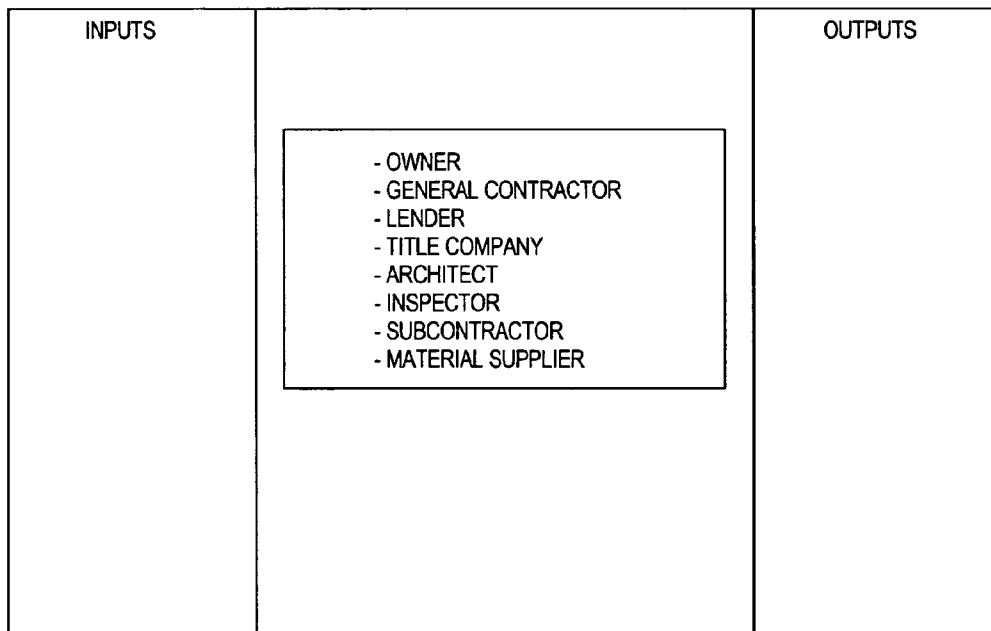 INPUTS
OUTPUTS
- OWNER
- GENERAL CONTRACTOR
- LENDER
- TITLE COMPANY
- ARCHITECT
- INSPECTOR
- SUBCONTRACTOR
- MATERIAL SUPPLIER